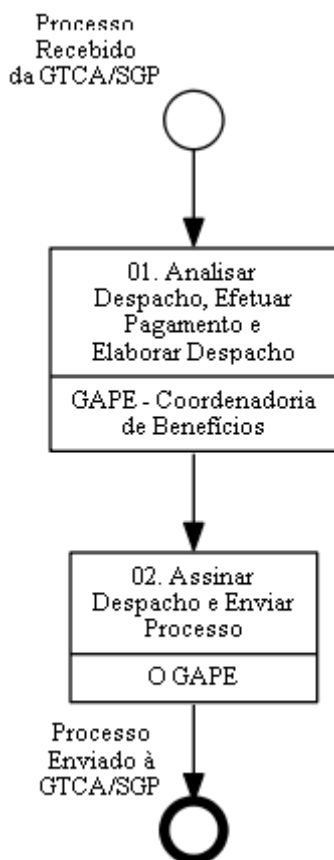 Processo
Recebido
da GTCA/SGP
01. Analisar
Despacho, Efetuar
Pagamento e
Elaborar Despacho
GAPE - Coordenadoria
de Benefícios
02. Assinar
Despacho e Enviar
Processo
O GAPE
Processo
Enviado à
GTCA/SGP